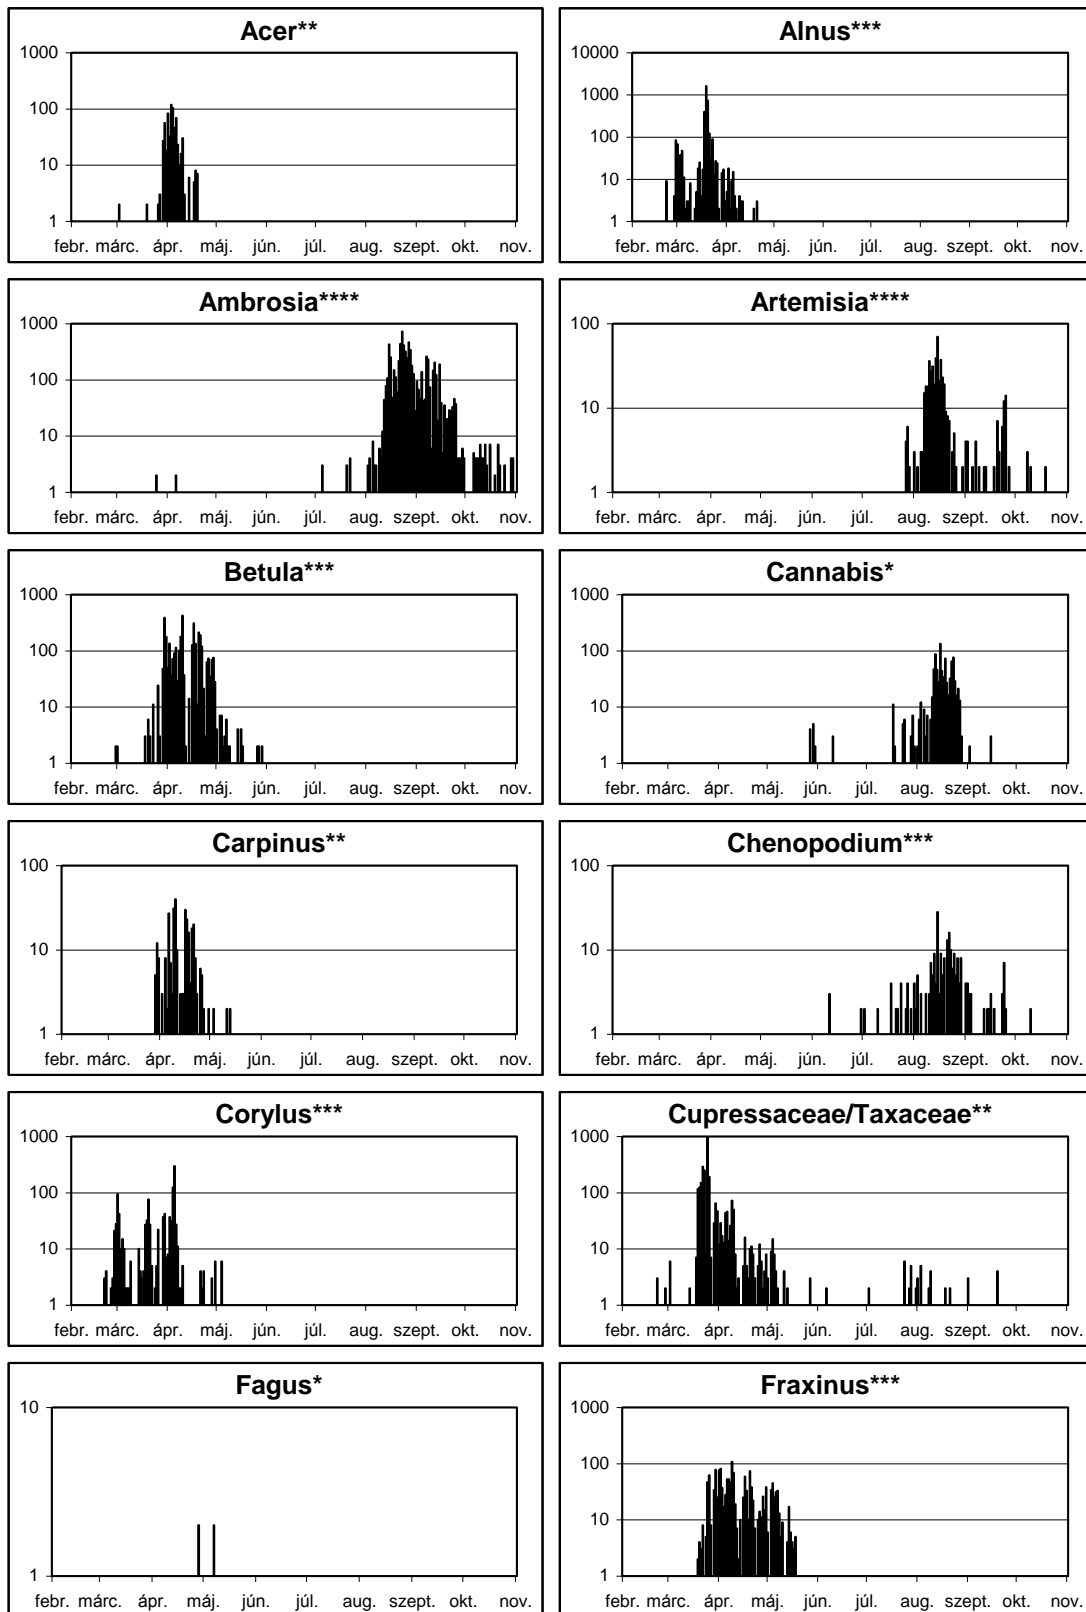 Acer**
1000
100
10
1
febr. márc. ápr. máj. jún. júl. aug. szept. okt. nov.
Alnus***
10000
1000
100
10
1
febr. márc. ápr. máj. jún. júl. aug. szept. okt. nov.
Ambrosia****
1000
100
10
1
febr. márc. ápr. máj. jún. júl. aug. szept. okt. nov.
Artemisia****
100
10
1
febr. márc. ápr. máj. jún. júl. aug. szept. okt. nov.
Betula***
1000
100
10
1
febr. márc. ápr. máj. jún. júl. aug. szept. okt. nov.
Cannabis*
1000
100
10
1
febr. márc. ápr. máj. jún. júl. aug. szept. okt. nov.
Carpinus**
100
10
1
febr. márc. ápr. máj. jún. júl. aug. szept. okt. nov.
Chenopodium***
100
10
1
febr. márc. ápr. máj. jún. júl. aug. szept. okt. nov.
Corylus***
1000
100
10
1
febr. márc. ápr. máj. jún. júl. aug. szept. okt. nov.
Cupressaceae/Taxaceae**
1000
100
10
1
febr. márc. ápr. máj. jún. júl. aug. szept. okt. nov.
Fagus*
10
1
febr. márc. ápr. máj. jún. júl. aug. szept. okt. nov.
Fraxinus***
1000
100
10
1
febr. márc. ápr. máj. jún. júl. aug. szept. okt. nov.